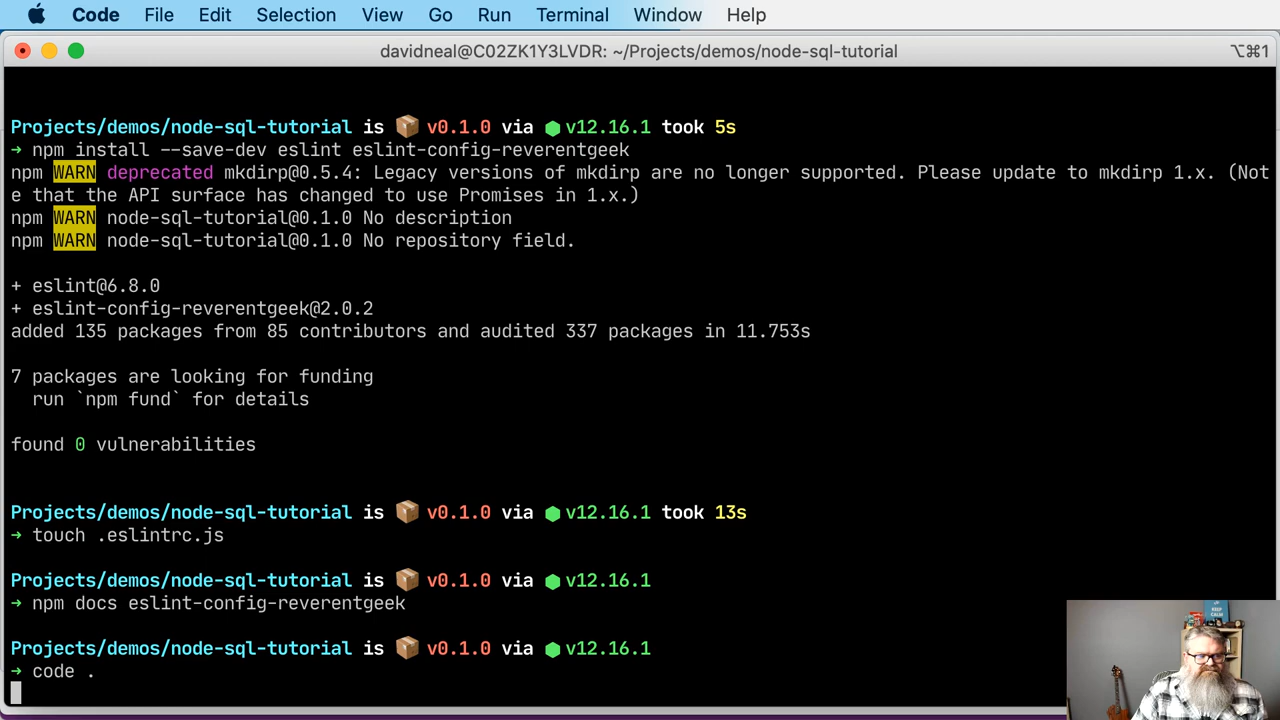 Code File Edit Selection View Go Run Terminal Window Help
davidneal@C02ZK1Y3LVDR: ~/Projects/demos/node-sql-tutorial ⌥⌘1
Projects/demos/node-sql-tutorial is 📦 v0.1.0 via ⬢ v12.16.1 took 5s
➜ npm install --save-dev eslint eslint-config-reverentgeek
npm WARN deprecated mkdirp@0.5.4: Legacy versions of mkdirp are no longer supported. Please update to mkdirp 1.x. (Not
e that the API surface has changed to use Promises in 1.x.)
npm WARN node-sql-tutorial@0.1.0 No description
npm WARN node-sql-tutorial@0.1.0 No repository field.
+ eslint@6.8.0
+ eslint-config-reverentgeek@2.0.2
added 135 packages from 85 contributors and audited 337 packages in 11.753s
7 packages are looking for funding
run `npm fund` for details
found 0 vulnerabilities
Projects/demos/node-sql-tutorial is 📦 v0.1.0 via ⬢ v12.16.1 took 13s
➜ touch .eslintrc.js
Projects/demos/node-sql-tutorial is 📦 v0.1.0 via ⬢ v12.16.1
➜ npm docs eslint-config-reverentgeek
Projects/demos/node-sql-tutorial is 📦 v0.1.0 via ⬢ v12.16.1
➜ code .
KEEP
CALM